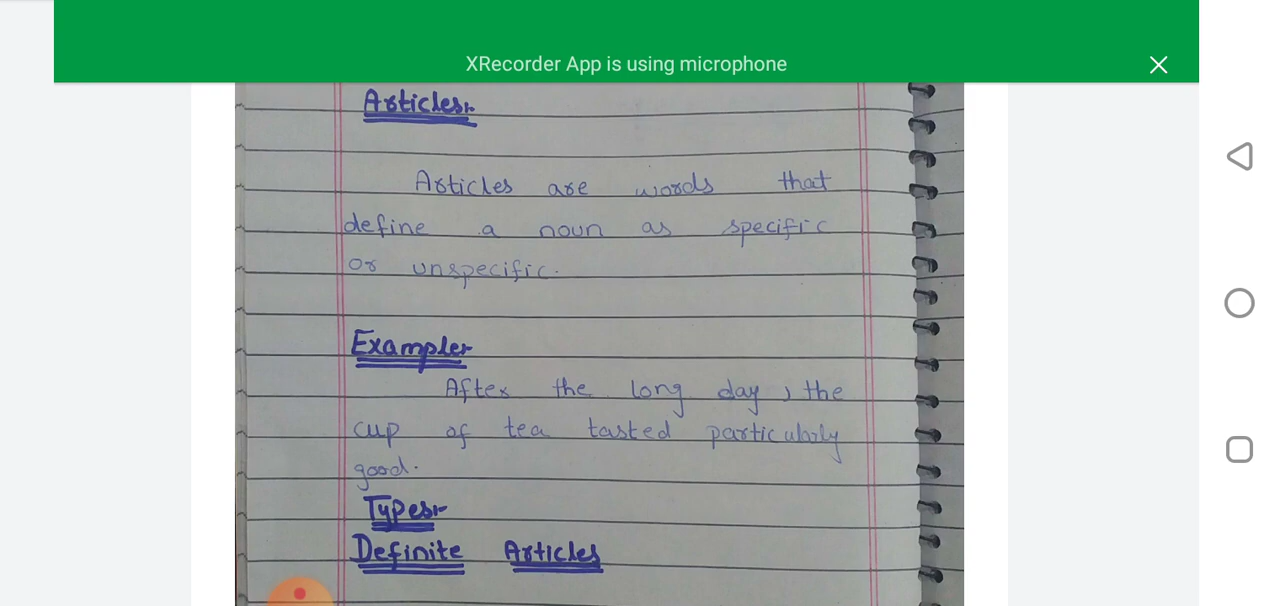 XRecorder App is using microphone
Articles:-
Articles are words that
define a noun as specific
or unspecific.
Example:-
After the long day, the
cup of tea tasted particularly
good.
Types:-
Definite Articles